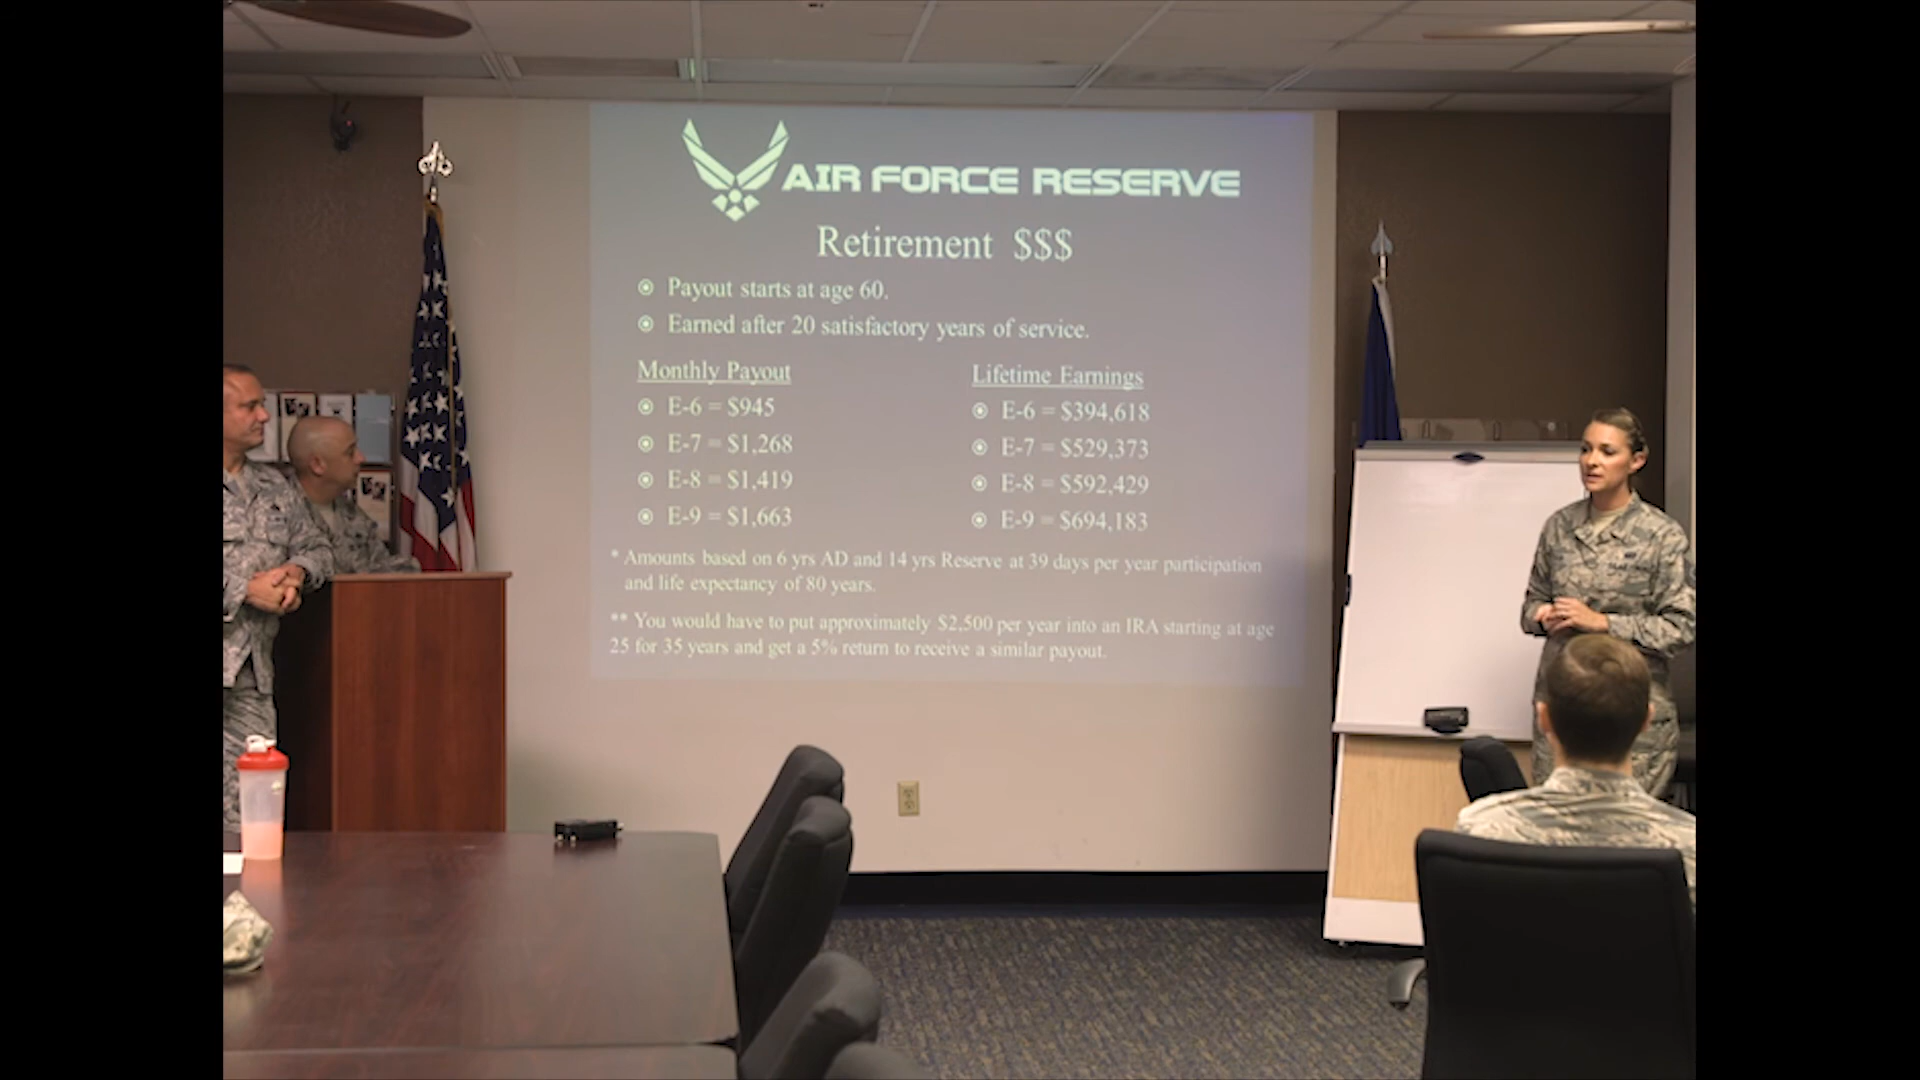 AIR FORCE RESERVE
Retirement $$$
Payout starts at age 60.
Earned after 20 satisfactory years of service.
Monthly Payout
E-6 = $945
E-7 = $1,268
E-8 = $1,419
E-9 = $1,663
Lifetime Earnings
E-6 = $394,618
E-7 = $529,373
E-8 = $592,429
E-9 = $694,183
* Amounts based on 6 yrs AD and 14 yrs Reserve at 39 days per year participation
and life expectancy of 80 years.
** You would have to put approximately $2,500 per year into an IRA starting at age
25 for 35 years and get a 5% return to receive a similar payout.